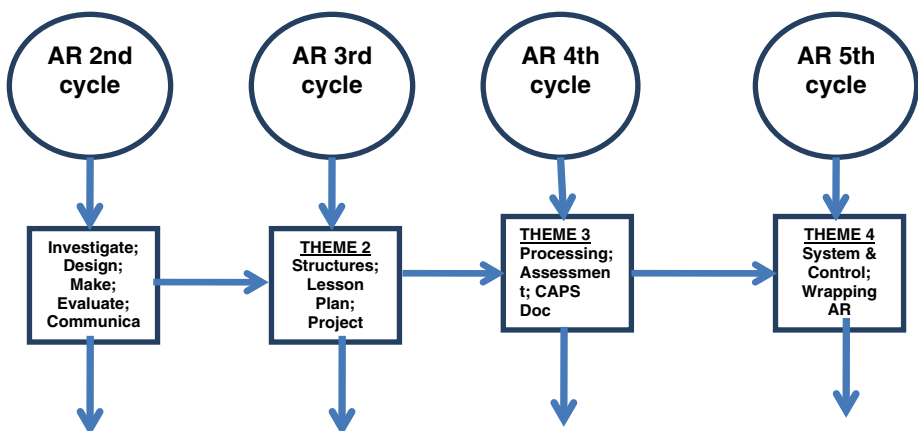 AR 2nd
cycle
AR 3rd
cycle
AR 4th
cycle
AR 5th
cycle
Investigate;
Design;
Make;
Evaluate;
Communica
THEME 2
Structures;
Lesson
Plan;
Project
THEME 3
Processing;
Assessmen
t; CAPS
Doc
THEME 4
System &
Control;
Wrapping
AR